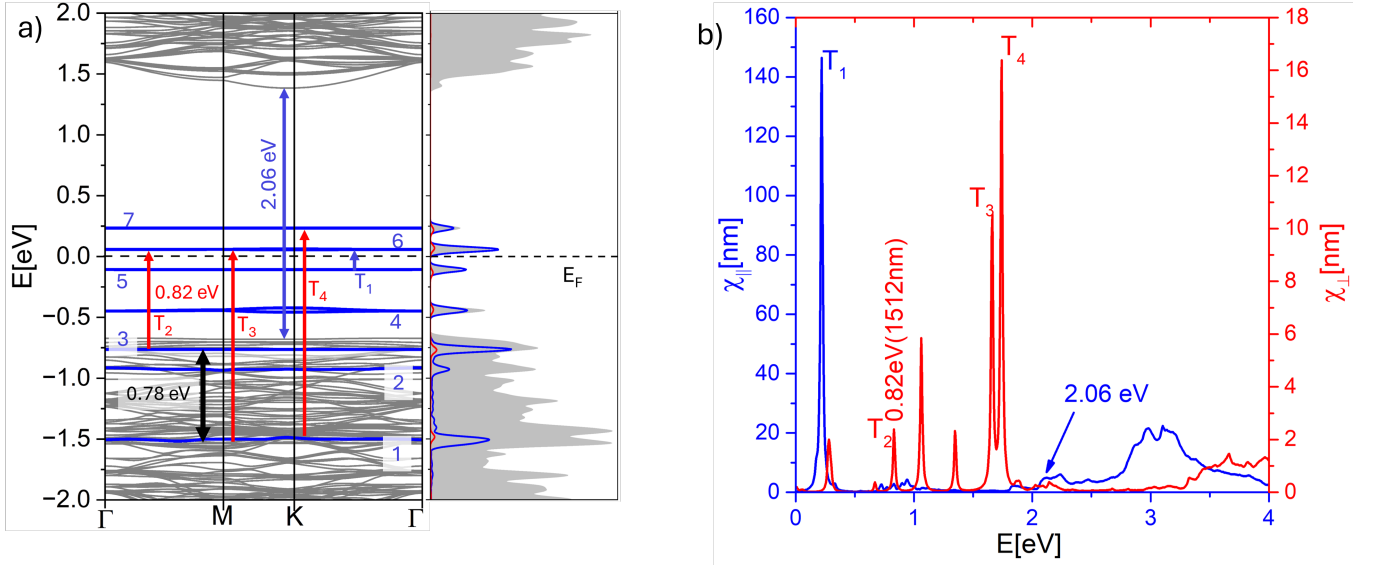 a)
E[eV]
2.0
1.5
1.0
0.5
0.0
−0.5
−1.0
−1.5
−2.0
Γ
M
K
Γ
7
6
5
4
3
2
1
2.06 eV
0.82 eV
T2
T3
T4
T1
0.78 eV
EF
b)
χ||[nm]
160
140
120
100
80
60
40
20
0
T1
T2
0.82eV(1512nm)
T3
T4
2.06 eV
18
16
14
12
10
8
6
4
2
0
χ⊥[nm]
0
1
2
3
4
E[eV]